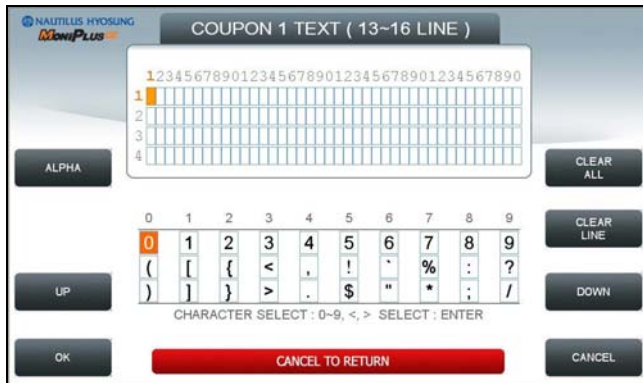 NAUTILUS HYOSUNG
MONIPLUS
COUPON 1 TEXT ( 13~16 LINE )
1234567890123456789012345678901234567890
1
2
3
4
ALPHA
CLEAR ALL
0 1 2 3 4 5 6 7 8 9
CLEAR LINE
0 1 2 3 4 5 6 7 8 9
( [ { < , ! ` % : ?
) ] } > . $ " * ; /
UP
DOWN
CHARACTER SELECT : 0~9, <, > SELECT : ENTER
OK
CANCEL TO RETURN
CANCEL